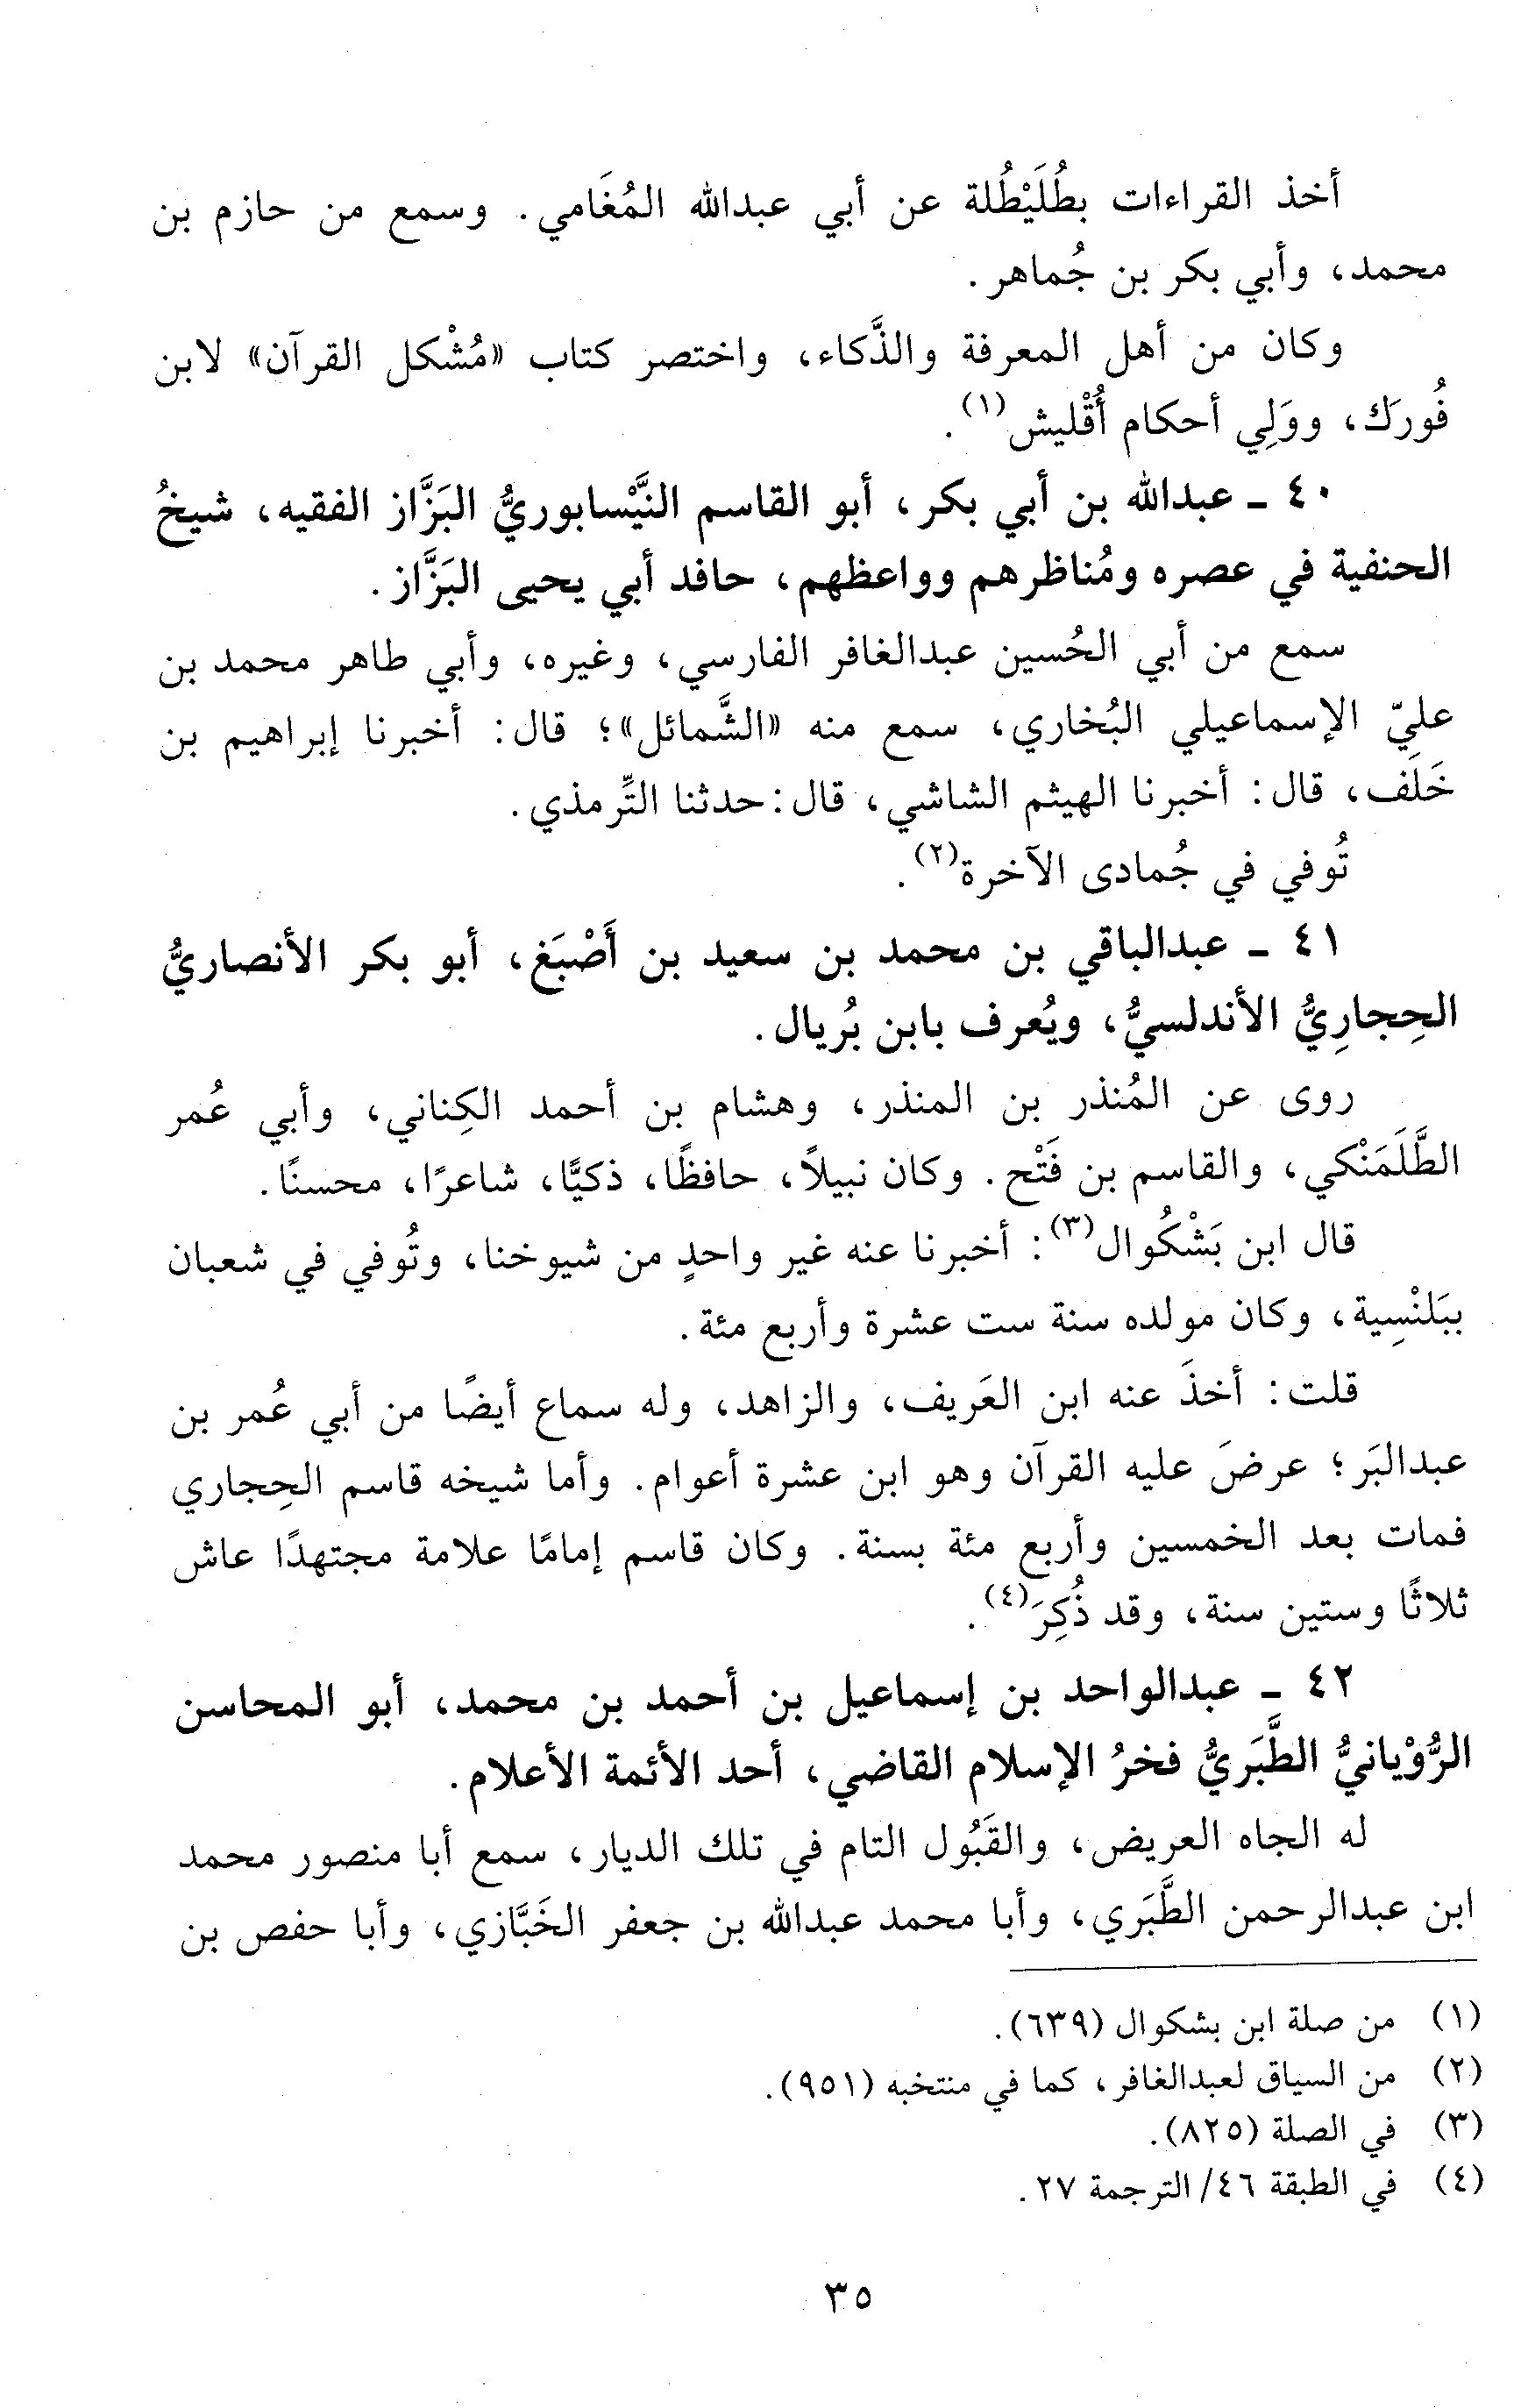 أخذ القراءات بطُلَيْطُلة عن أبي عبدالله المُغَامي. وسمع من حازم بن
محمد، وأبي بكر بن جُماهر.
وكان من أهل المعرفة والذَّكاء، واختصر كتاب «مُشْكل القرآن» لابن
فُورَك، ووَلِي أحكام أُقْليش(١).
٤٠ ـ عبدالله بن أبي بكر، أبو القاسم النَّيْسابوريُّ البَزَّاز الفقيه، شيخُ
الحنفية في عصره ومُناظرهم وواعظهم، حافد أبي يحيى البَزَّاز.
سمع من أبي الحُسين عبدالغافر الفارسي، وغيره، وأبي طاهر محمد بن
عليّ الإسماعيلي البُخاري، سمع منه «الشَّمائل»؛ قال: أخبرنا إبراهيم بن
خَلَف، قال: أخبرنا الهيثم الشاشي، قال: حدثنا التِّرمذي.
تُوفي في جُمادى الآخرة(٢).
٤١ ـ عبدالباقي بن محمد بن سعيد بن أَصْبَغ، أبو بكر الأنصاريُّ
الحِجارِيُّ الأندلسيُّ، ويُعرف بابن بُريال.
روى عن المُنذر بن المنذر، وهشام بن أحمد الكِناني، وأبي عُمر
الطَّلَمَنْكي، والقاسم بن فَتْح. وكان نبيلاً، حافظًا، ذكيًّا، شاعرًا، محسنًا.
قال ابن بَشْكُوال(٣): أخبرنا عنه غير واحدٍ من شيوخنا، وتُوفي في شعبان
ببَلنْسِية، وكان مولده سنة ست عشرة وأربع مئة.
قلت: أخذَ عنه ابن العَريف، والزاهد، وله سماع أيضًا من أبي عُمر بن
عبدالبَر؛ عرضَ عليه القرآن وهو ابن عشرة أعوام. وأما شيخه قاسم الحِجاري
فمات بعد الخمسين وأربع مئة بسنة. وكان قاسم إمامًا علامة مجتهدًا عاش
ثلاثًا وستين سنة، وقد ذُكِرَ(٤).
٤٢ ـ عبدالواحد بن إسماعيل بن أحمد بن محمد، أبو المحاسن
الرُّوْيانيُّ الطَّبَريُّ فخرُ الإسلام القاضي، أحد الأئمة الأعلام.
له الجاه العريض، والقَبُول التام في تلك الديار، سمع أبا منصور محمد
ابن عبدالرحمن الطَّبَري، وأبا محمد عبدالله بن جعفر الخَبَّازي، وأبا حفص بن
(١) من صلة ابن بشكوال (٦٣٩).
(٢) من السياق لعبدالغافر، كما في منتخبه (٩٥١).
(٣) في الصلة (٨٢٥).
(٤) في الطبقة ٤٦/ الترجمة ٢٧.
٣٥